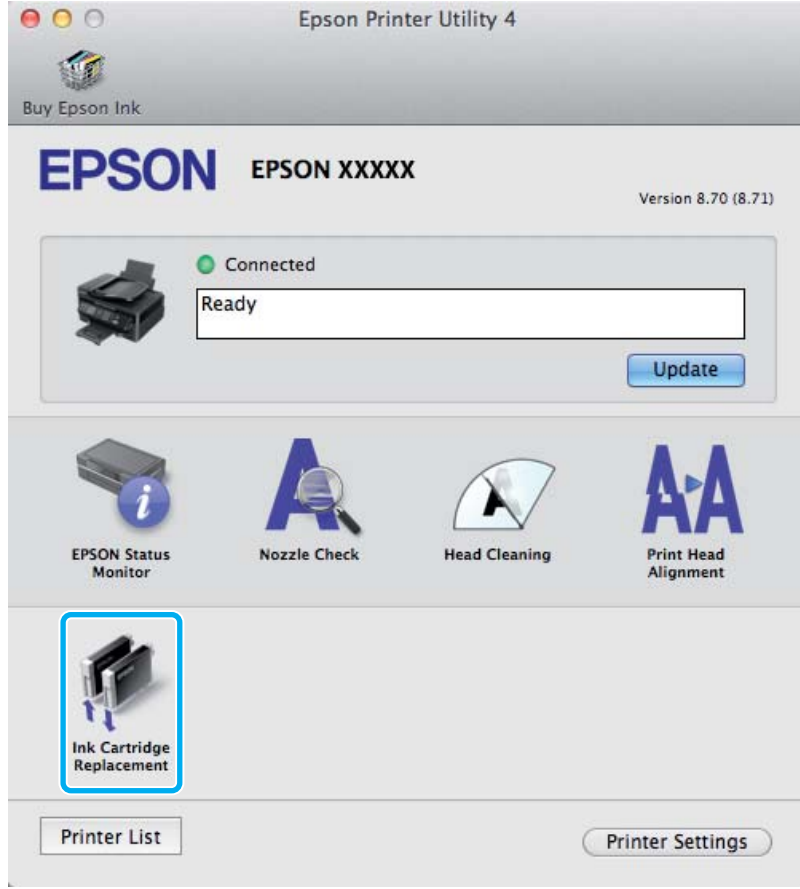 Epson Printer Utility 4
Buy Epson Ink
EPSON EPSON XXXXX
Version 8.70 (8.71)
Connected
Ready
Update
EPSON Status
Monitor
Nozzle Check
Head Cleaning
Print Head
Alignment
Ink Cartridge
Replacement
Printer List
Printer Settings